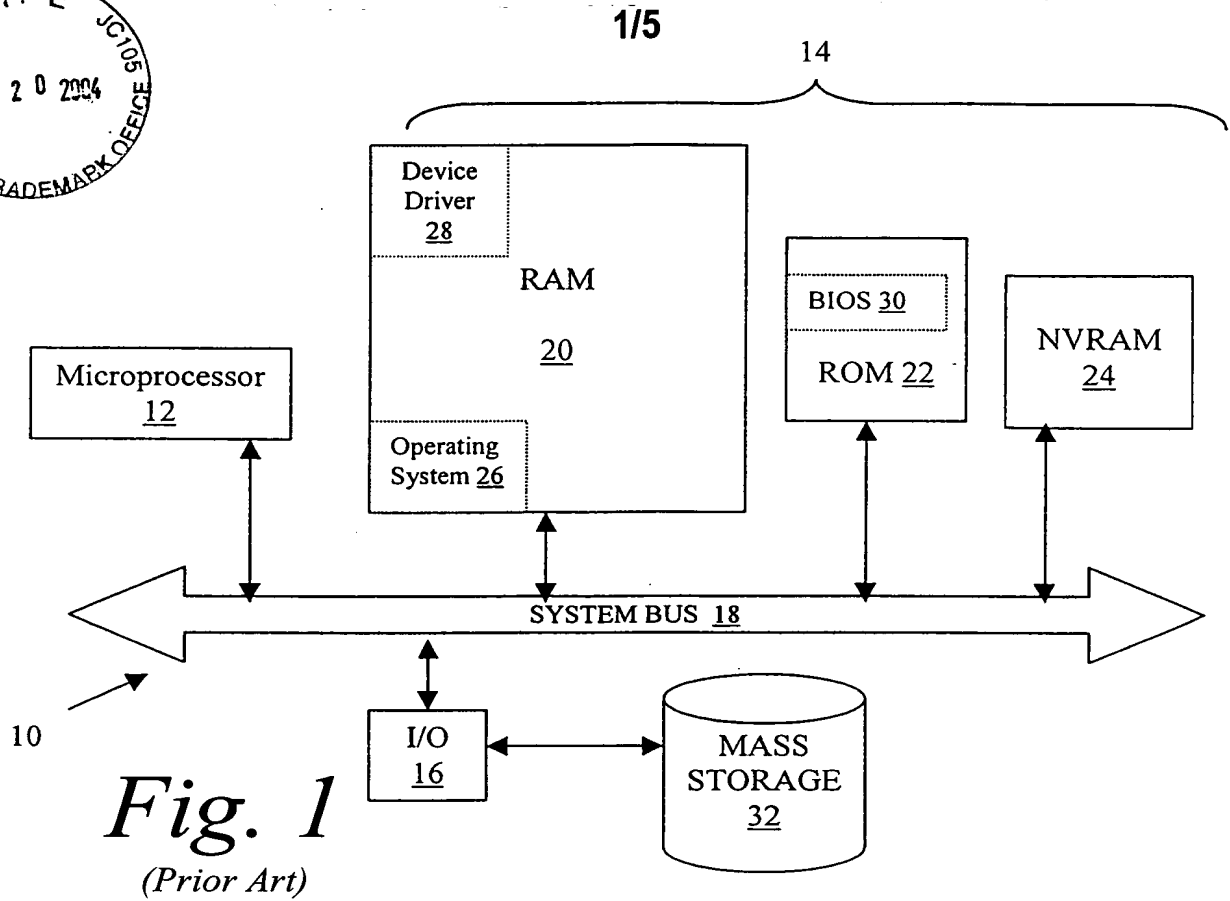 JC105
2 0 2004
RADEMARK OFFICE
1/5
14
Device
Driver
28
RAM
20
BIOS 30
ROM 22
NVRAM
24
Microprocessor
12
Operating
System 26
SYSTEM BUS 18
10
I/O
16
MASS
STORAGE
32
Fig. 1
(Prior Art)